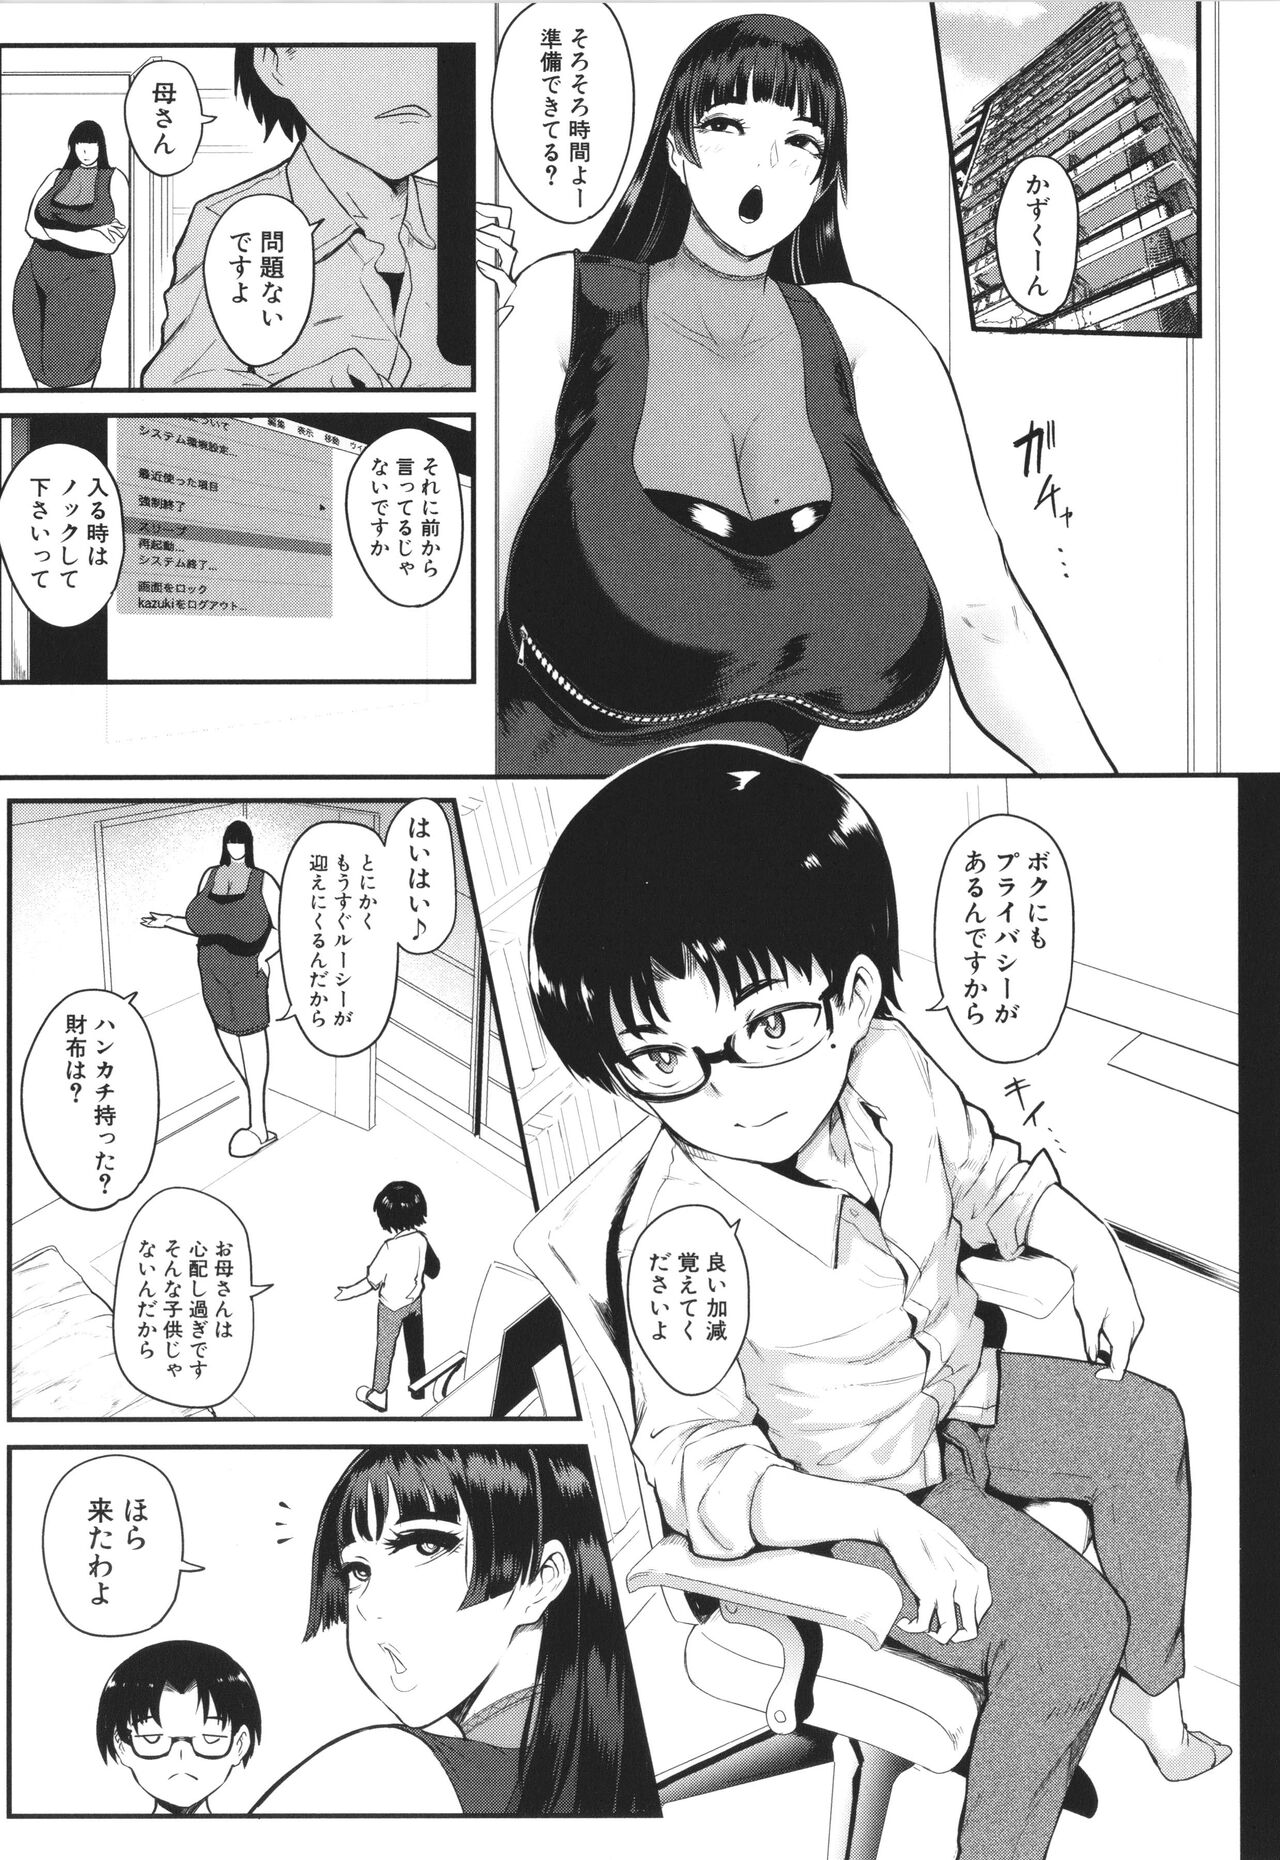 かずくーん
ガチャ…
そろそろ時間よー
準備できてる？
母さん
問題ない
ですよ
それに前から
言ってるじゃ
ないですか
入る時は
ノックして
下さいって
編集 表示 移動
について
システム環境設定...
最近使った項目
強制終了
スリープ
再起動...
システム終了...
画面をロック
kazukiをログアウト...
ボクにも
プライバシーが
あるんですから
キィ…
良い加減
覚えてく
ださいよ
はいはい♪
とにかく
もうすぐルーシーが
迎えにくるんだから
ハンカチ持った？
財布は？
お母さんは
心配し過ぎです
そんな子供じゃ
ないんだから
ほら
来たわよ